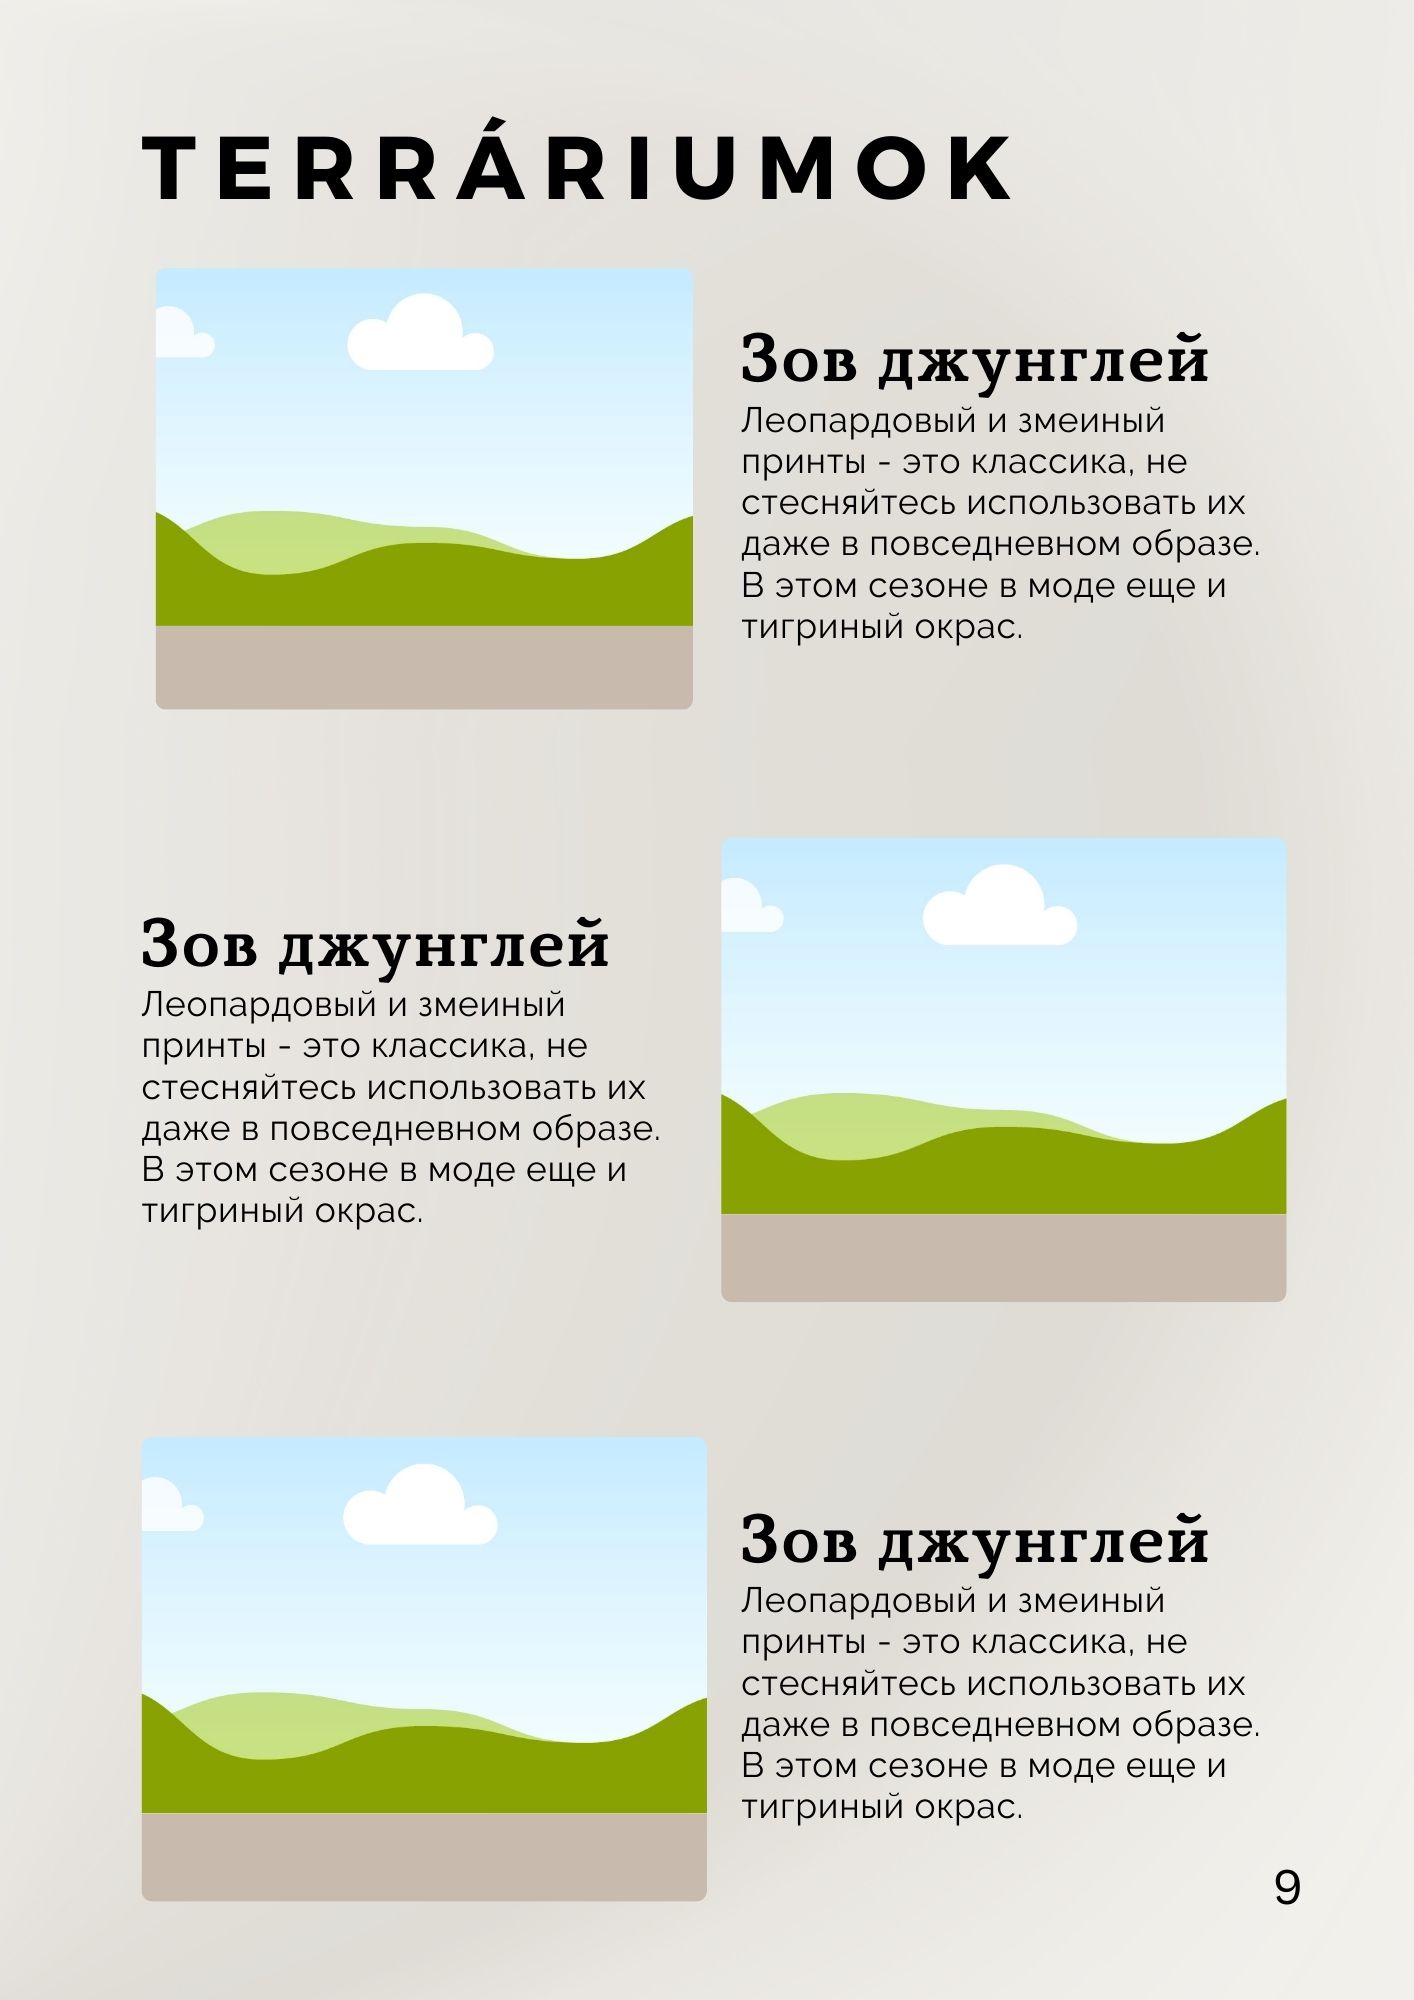 TERRÁRIUMOK
Зов джунглей
Леопардовый и змеиный
принты - это классика, не
стесняйтесь использовать их
даже в повседневном образе.
В этом сезоне в моде еще и
тигриный окрас.
Зов джунглей
Леопардовый и змеиный
принты - это классика, не
стесняйтесь использовать их
даже в повседневном образе.
В этом сезоне в моде еще и
тигриный окрас.
Зов джунглей
Леопардовый и змеиный
принты - это классика, не
стесняйтесь использовать их
даже в повседневном образе.
В этом сезоне в моде еще и
тигриный окрас.
9